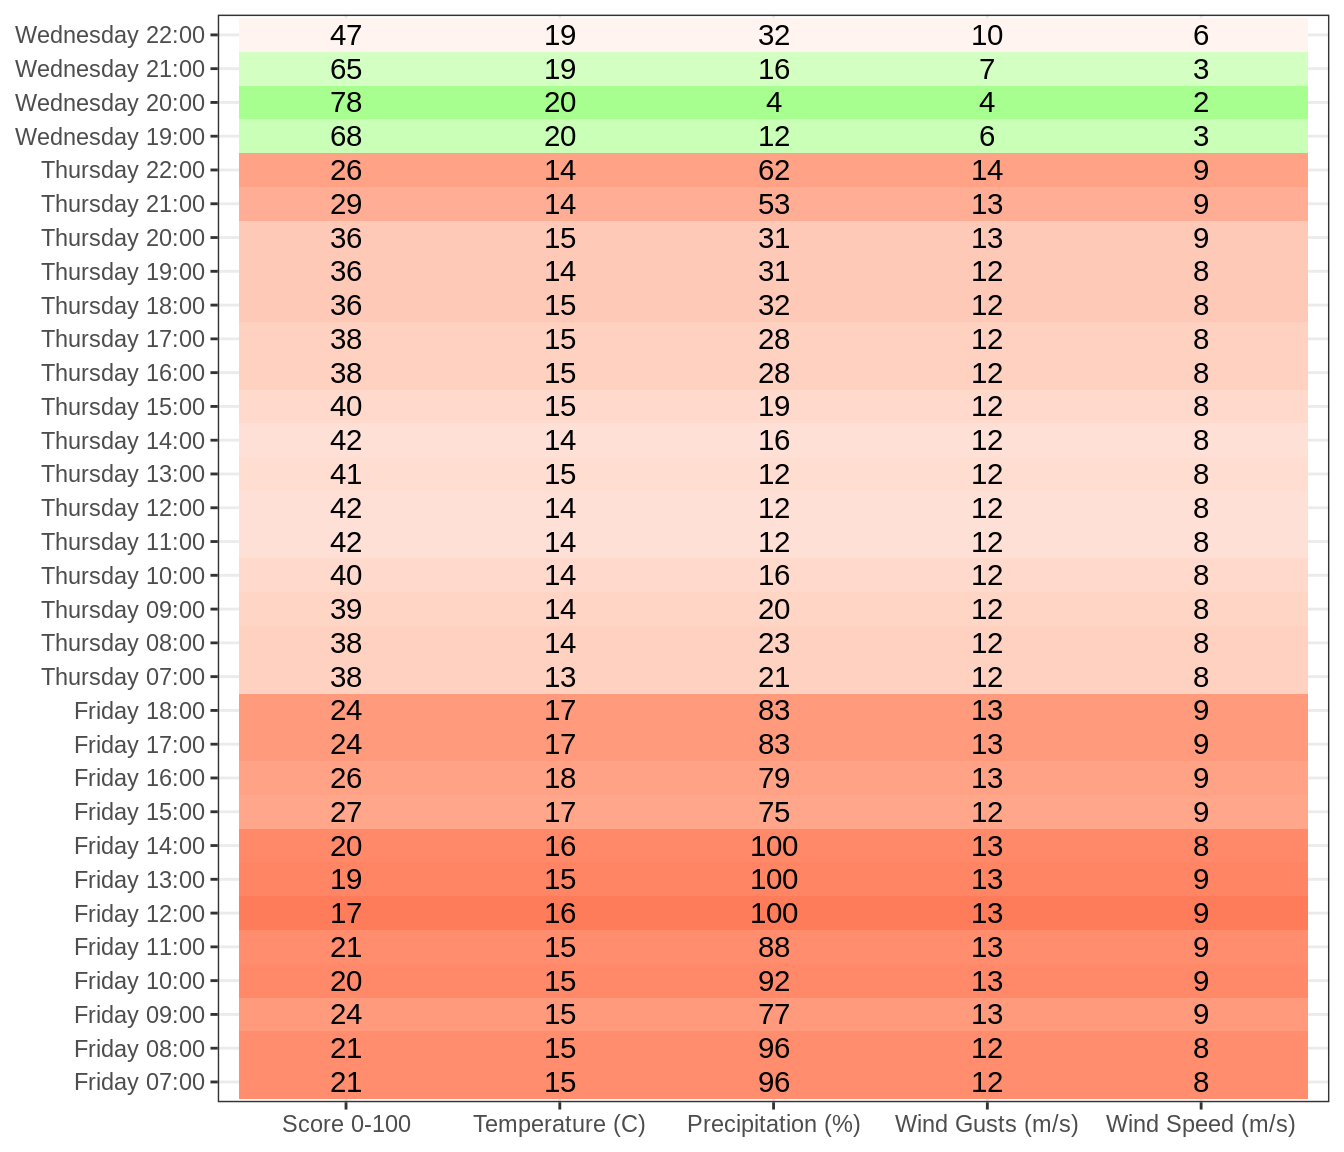 Wednesday 22:00 47 19 32 10 6
Wednesday 21:00 65 19 16 7 3
Wednesday 20:00 78 20 4 4 2
Wednesday 19:00 68 20 12 6 3
Thursday 22:00 26 14 62 14 9
Thursday 21:00 29 14 53 13 9
Thursday 20:00 36 15 31 13 9
Thursday 19:00 36 14 31 12 8
Thursday 18:00 36 15 32 12 8
Thursday 17:00 38 15 28 12 8
Thursday 16:00 38 15 28 12 8
Thursday 15:00 40 15 19 12 8
Thursday 14:00 42 14 16 12 8
Thursday 13:00 41 15 12 12 8
Thursday 12:00 42 14 12 12 8
Thursday 11:00 42 14 12 12 8
Thursday 10:00 40 14 16 12 8
Thursday 09:00 39 14 20 12 8
Thursday 08:00 38 14 23 12 8
Thursday 07:00 38 13 21 12 8
Friday 18:00 24 17 83 13 9
Friday 17:00 24 17 83 13 9
Friday 16:00 26 18 79 13 9
Friday 15:00 27 17 75 12 9
Friday 14:00 20 16 100 13 8
Friday 13:00 19 15 100 13 9
Friday 12:00 17 16 100 13 9
Friday 11:00 21 15 88 13 9
Friday 10:00 20 15 92 13 9
Friday 09:00 24 15 77 13 9
Friday 08:00 21 15 96 12 8
Friday 07:00 21 15 96 12 8
Score 0-100 Temperature (C) Precipitation (%) Wind Gusts (m/s) Wind Speed (m/s)